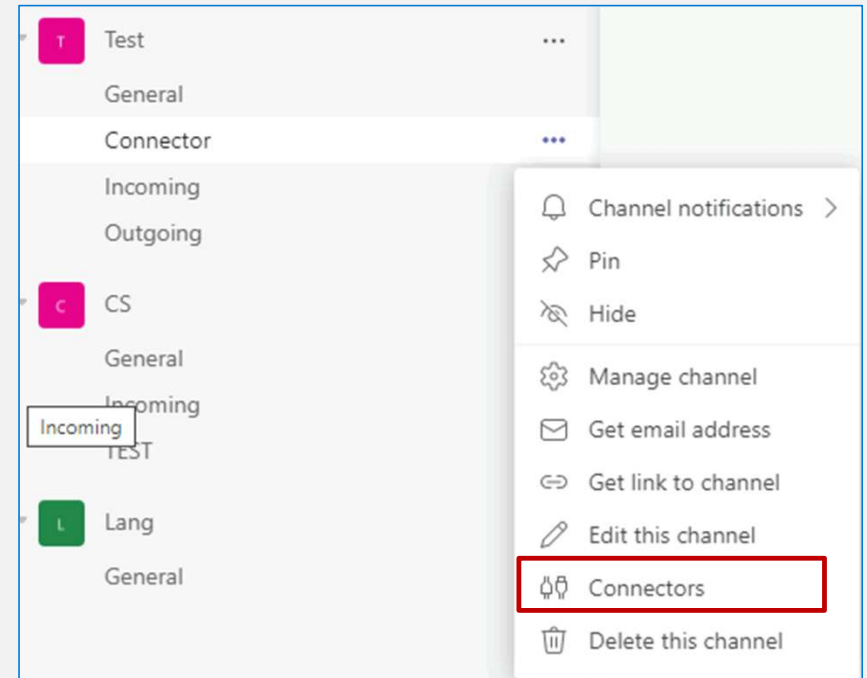 T Test ...
General
Connector ...
Incoming
Outgoing
C CS
General
Incoming
Incoming
TEST
L Lang
General
Channel notifications >
Pin
Hide
Manage channel
Get email address
Get link to channel
Edit this channel
Connectors
Delete this channel